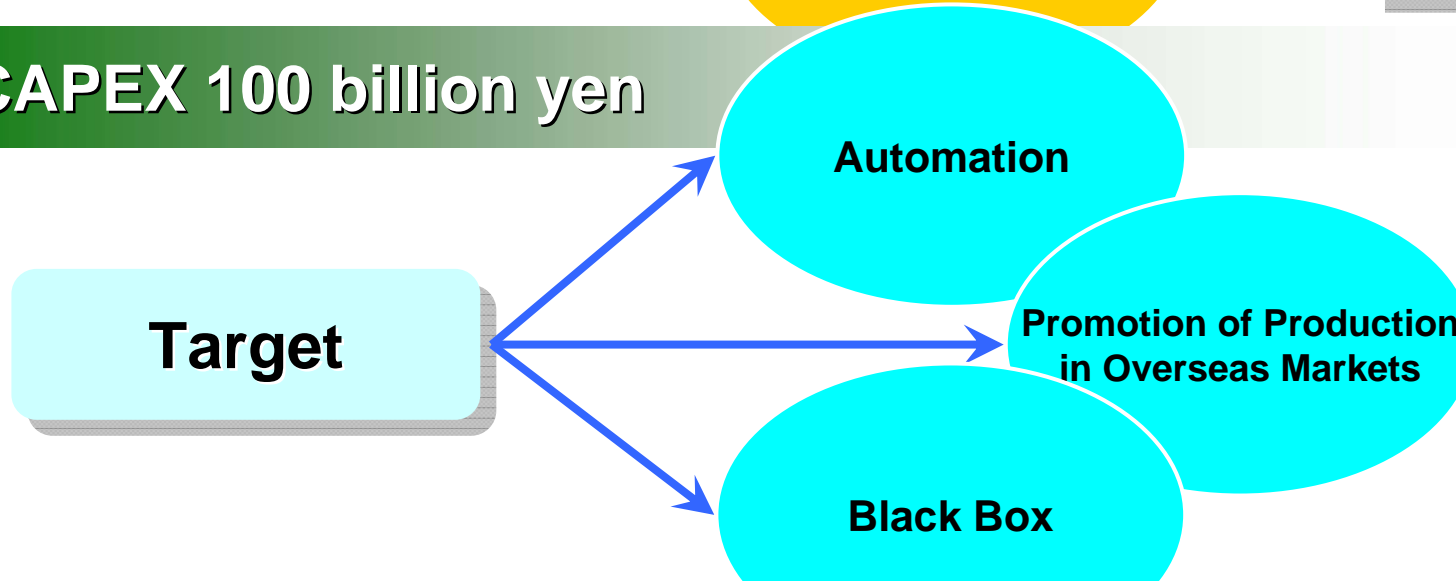 CAPEX 100 billion yen
Automation
Target
Promotion of Production
in Overseas Markets
Black Box